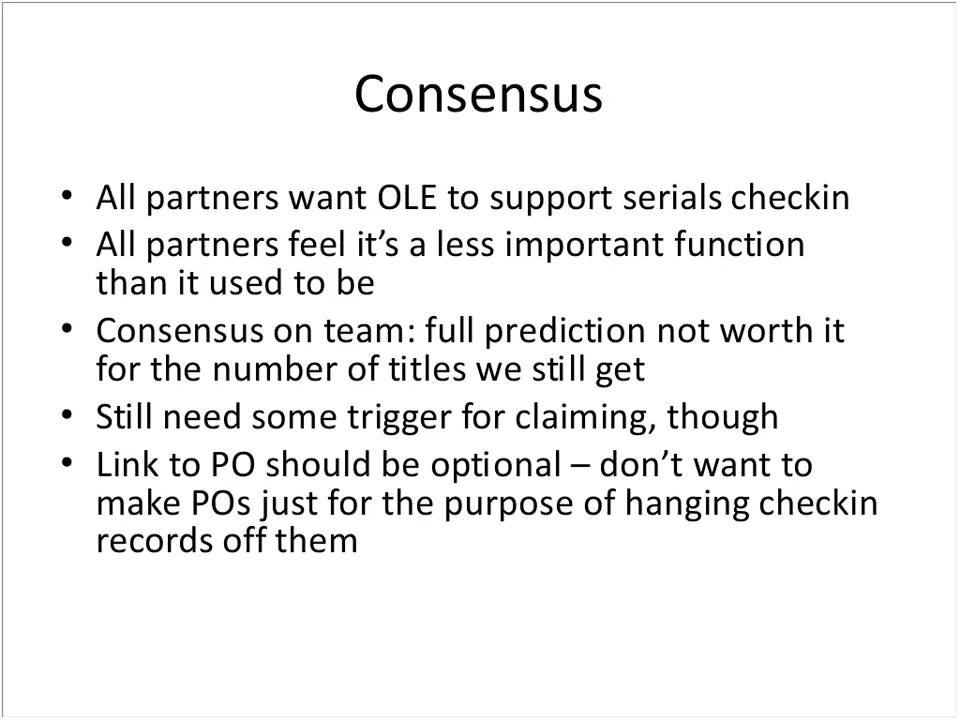 Consensus
• All partners want OLE to support serials checkin
• All partners feel it's a less important function
than it used to be
• Consensus on team: full prediction not worth it
for the number of titles we still get
• Still need some trigger for claiming, though
• Link to PO should be optional – don't want to
make POs just for the purpose of hanging checkin
records off them